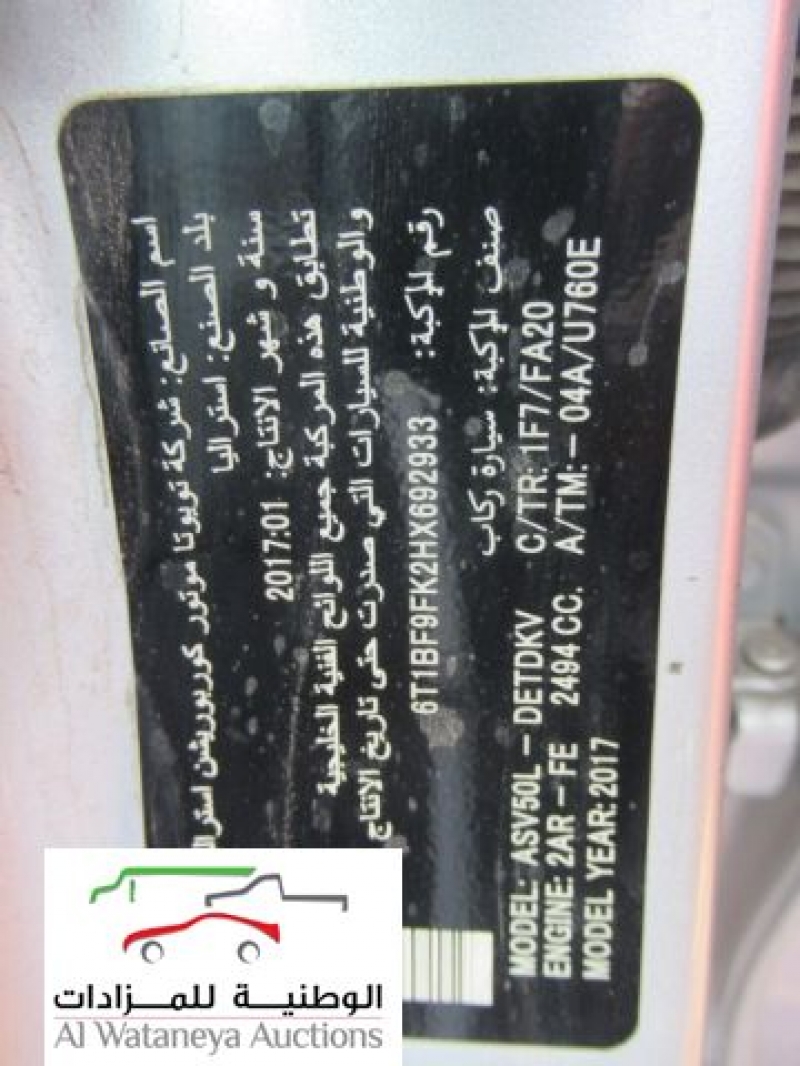 اسم الصانع: شركة تويوتا موتور كوربوريشن استرال
بلد الصنع: استراليا
سنة و شهر الانتاج: 2017:01
تطابق هذه المركبة جميع اللوائح الفنية الخليجية
والوطنية للسيارات التي صدرت حتى تاريخ الانتاج
رقم المركبة: 6T1BF9FK2HX692933
صنف المركبة: سيارة ركاب
MODEL: ASV50L – DETDKV C/TR: 1F7/FA20
ENGINE: 2AR – FE 2494 CC. A/TM: – 04A/U760E
MODEL YEAR: 2017
الوطنية للمزادات
Al Wataneya Auctions